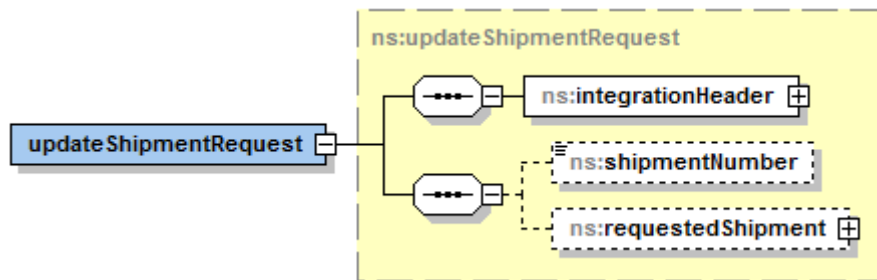 ns:updateShipmentRequest
ns:integrationHeader
updateShipmentRequest
ns:shipmentNumber
ns:requestedShipment